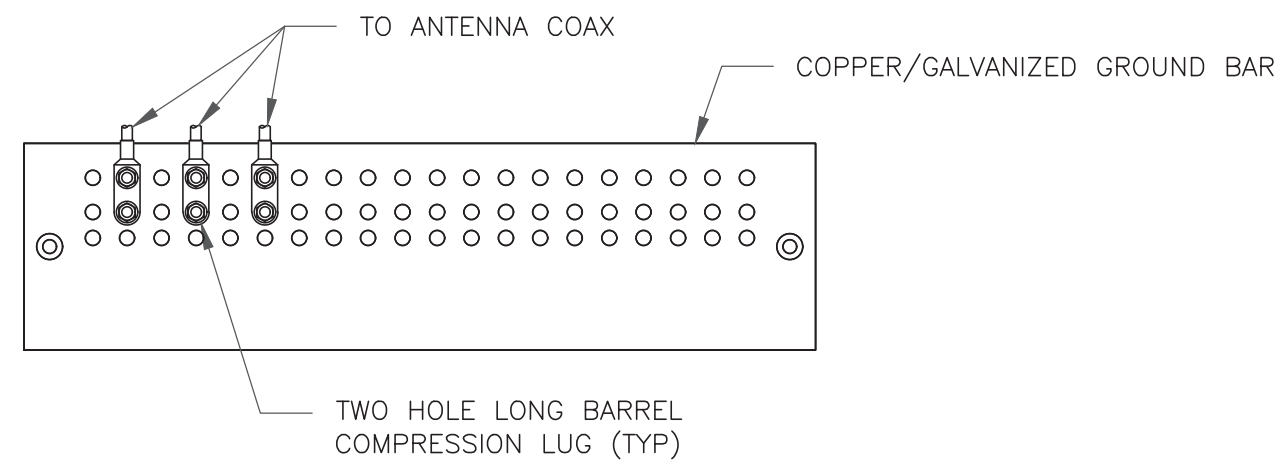 TO ANTENNA COAX
COPPER/GALVANIZED GROUND BAR
TWO HOLE LONG BARREL
COMPRESSION LUG (TYP)